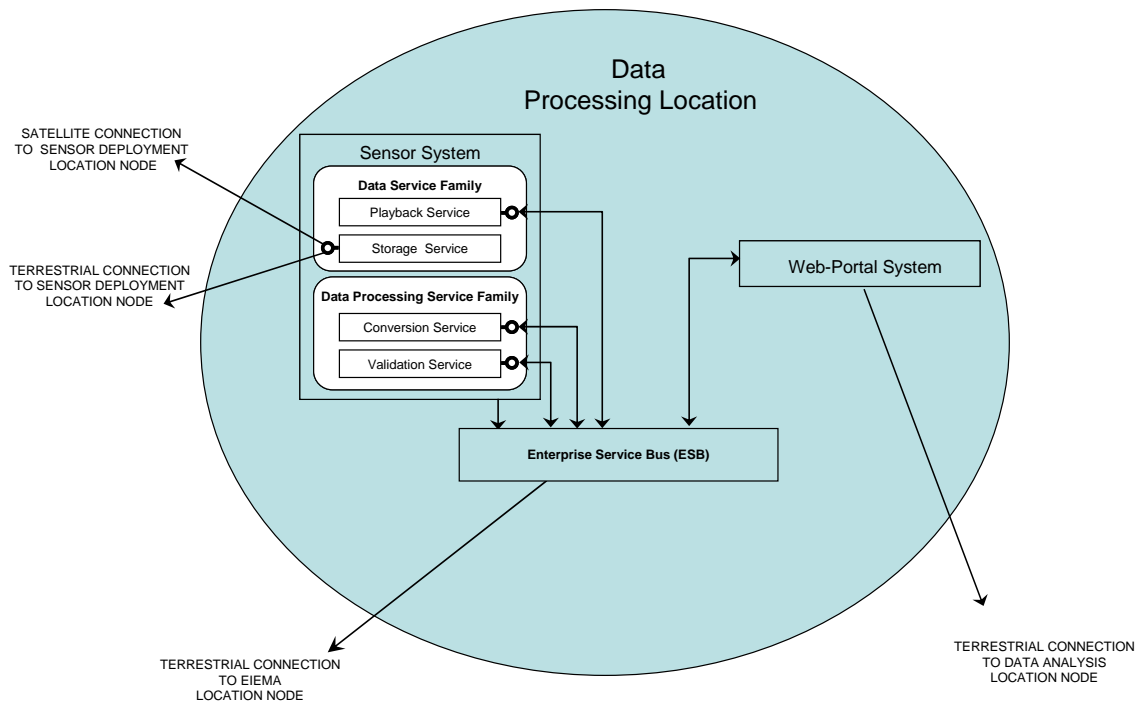 Data
Processing Location
SATELLITE CONNECTION
TO SENSOR DEPLOYMENT
LOCATION NODE
Sensor System
Data Service Family
Playback Service
Storage Service
TERRESTRIAL CONNECTION
TO SENSOR DEPLOYMENT
LOCATION NODE
Data Processing Service Family
Conversion Service
Validation Service
Web-Portal System
Enterprise Service Bus (ESB)
TERRESTRIAL CONNECTION
TO EIEMA
LOCATION NODE
TERRESTRIAL CONNECTION
TO DATA ANALYSIS
LOCATION NODE